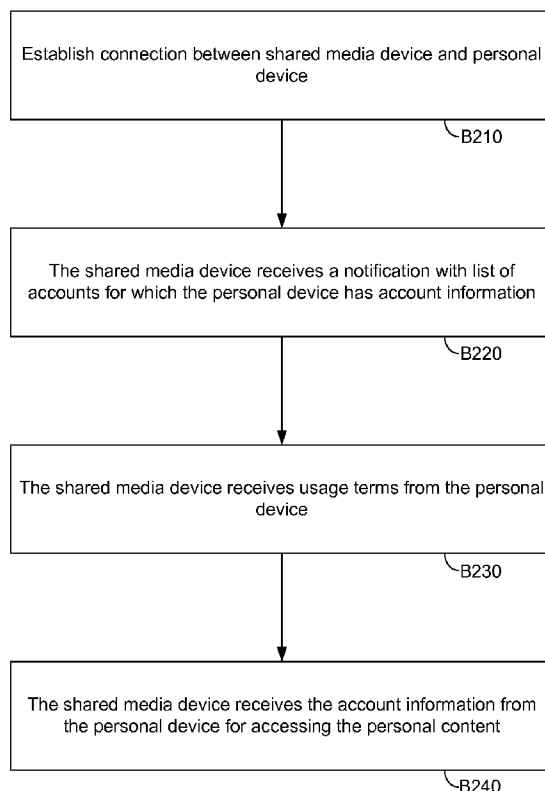 Establish connection between shared media device and personal
device
B210
The shared media device receives a notification with list of
accounts for which the personal device has account information
B220
The shared media device receives usage terms from the personal
device
B230
The shared media device receives the account information from
the personal device for accessing the personal content
B240